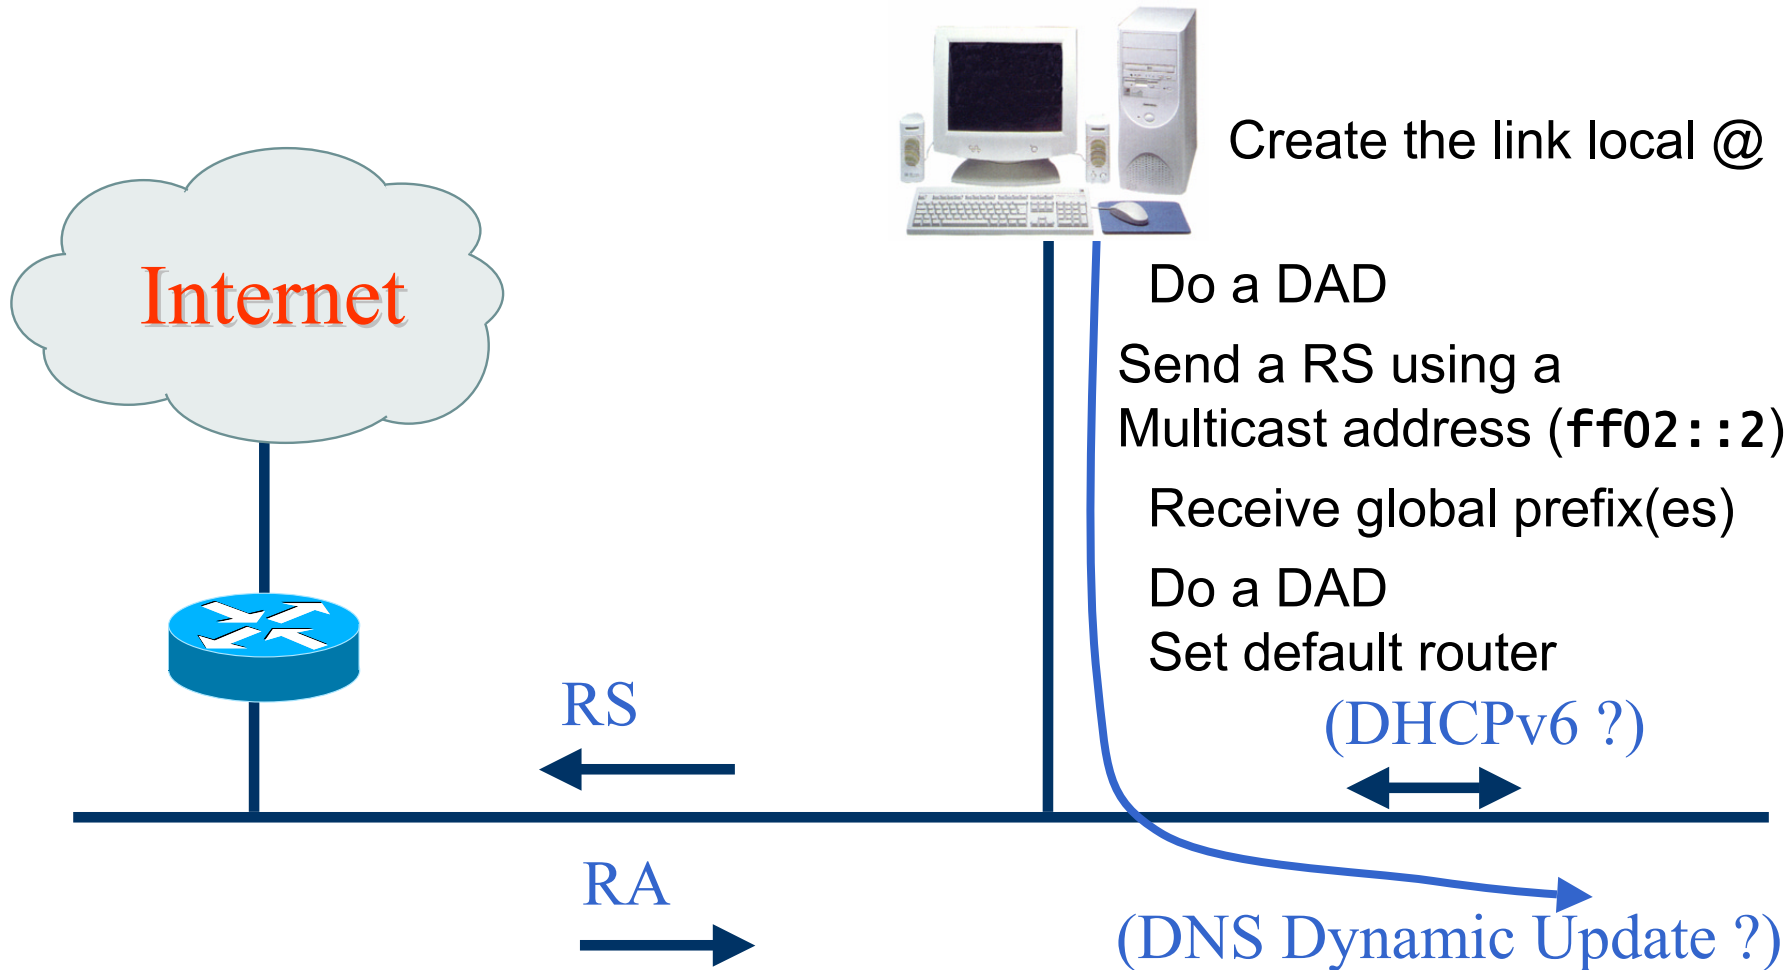 Create the link local @
Internet
Do a DAD
Send a RS using a
Multicast address (ff02::2)
Receive global prefix(es)
Do a DAD
Set default router
RS
(DHCPv6 ?)
RA
(DNS Dynamic Update ?)